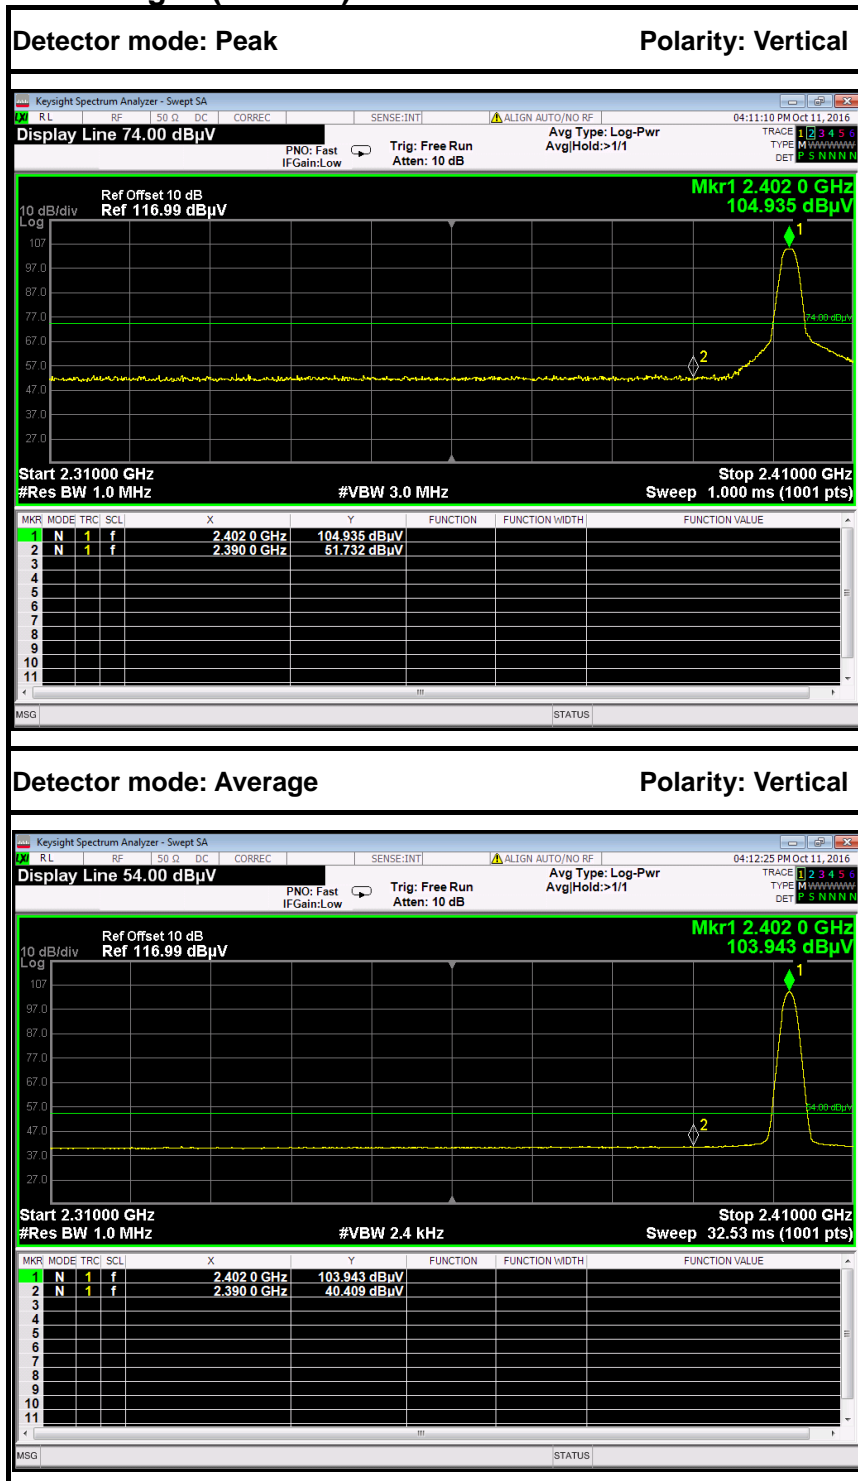 Detector mode: Peak Polarity: Vertical
Keysight Spectrum Analyzer - Swept SA
LXI RL RF 50 Ω DC CORREC SENSE:INT ALIGN AUTO/NO RF 04:11:10 PM Oct 11, 2016
Display Line 74.00 dBµV
PNO: Fast
IFGain:Low
Trig: Free Run
Atten: 10 dB
Avg Type: Log-Pwr
Avg|Hold:>1/1
TRACE 1 2 3 4 5 6
TYPE M WWWWW
DET P S N N N N
Mkr1 2.402 0 GHz
104.935 dBµV
Ref Offset 10 dB
10 dB/div Ref 116.99 dBµV
Log
1
107
97.0
87.0
77.0
74.00 dBµV
67.0
2
57.0
47.0
37.0
27.0
Start 2.31000 GHz Stop 2.41000 GHz
#Res BW 1.0 MHz #VBW 3.0 MHz Sweep 1.000 ms (1001 pts)
MKR MODE TRC SCL X Y FUNCTION FUNCTION WIDTH FUNCTION VALUE
1 N 1 f 2.402 0 GHz 104.935 dBµV
2 N 1 f 2.390 0 GHz 51.732 dBµV
3
4
5
6
7
8
9
10
11
MSG STATUS
Detector mode: Average Polarity: Vertical
Keysight Spectrum Analyzer - Swept SA
LXI RL RF 50 Ω DC CORREC SENSE:INT ALIGN AUTO/NO RF 04:12:25 PM Oct 11, 2016
Display Line 54.00 dBµV
PNO: Fast
IFGain:Low
Trig: Free Run
Atten: 10 dB
Avg Type: Log-Pwr
Avg|Hold:>1/1
TRACE 1 2 3 4 5 6
TYPE M WWWWW
DET P S N N N N
Mkr1 2.402 0 GHz
103.943 dBµV
Ref Offset 10 dB
10 dB/div Ref 116.99 dBµV
Log
1
107
97.0
87.0
77.0
67.0
57.0
54.00 dBµV
2
47.0
37.0
27.0
Start 2.31000 GHz Stop 2.41000 GHz
#Res BW 1.0 MHz #VBW 2.4 kHz Sweep 32.53 ms (1001 pts)
MKR MODE TRC SCL X Y FUNCTION FUNCTION WIDTH FUNCTION VALUE
1 N 1 f 2.402 0 GHz 103.943 dBµV
2 N 1 f 2.390 0 GHz 40.409 dBµV
3
4
5
6
7
8
9
10
11
MSG STATUS